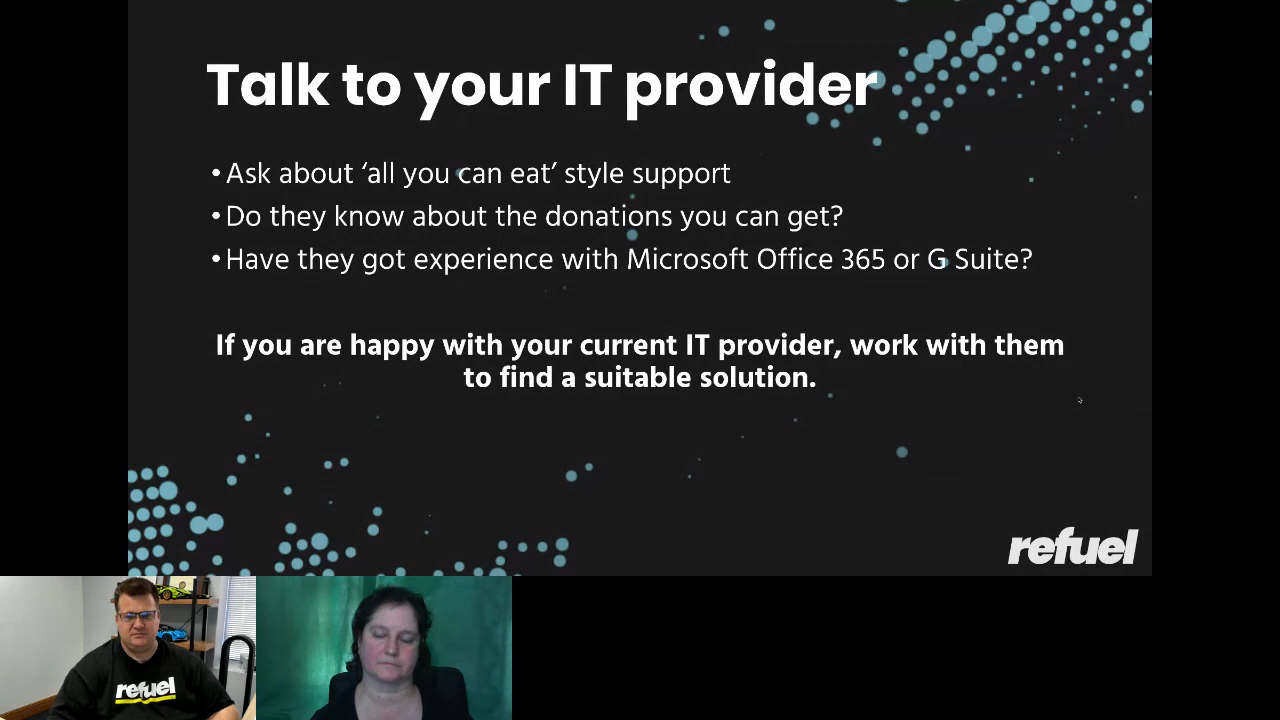 Talk to your IT provider
• Ask about ‘all you can eat’ style support
• Do they know about the donations you can get?
• Have they got experience with Microsoft Office 365 or G Suite?
If you are happy with your current IT provider, work with them
to find a suitable solution.
refuel
refuel